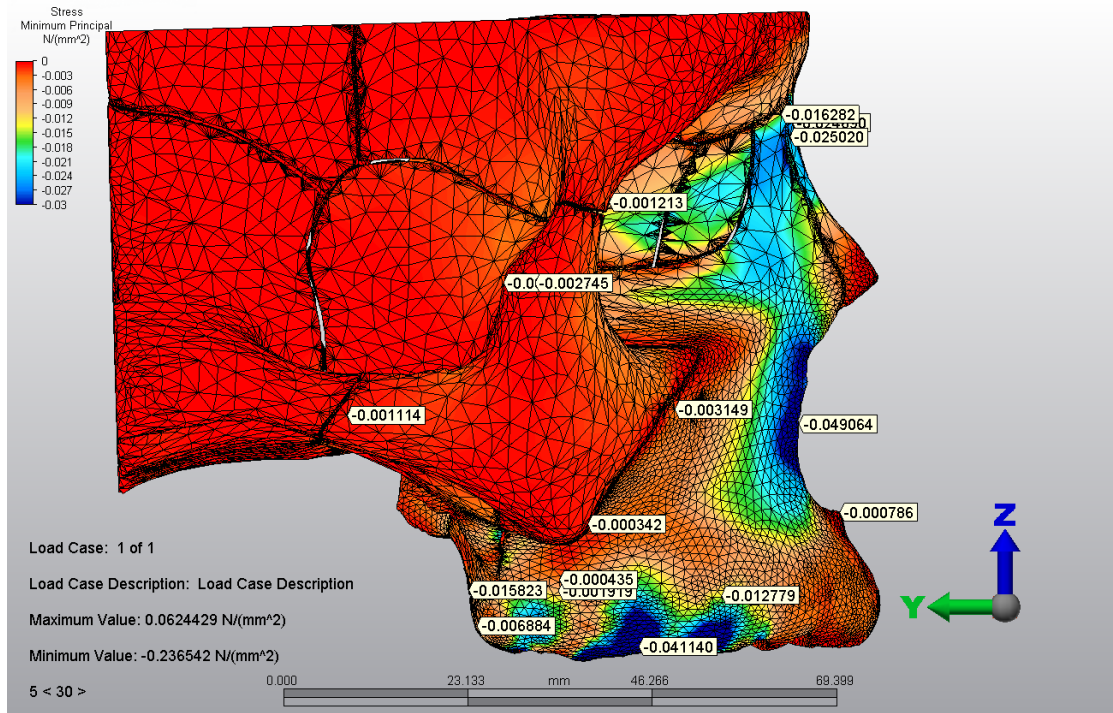 Stress
Minimum Principal
N/(mm^2)
0
-0.003
-0.006
-0.009
-0.012
-0.015
-0.018
-0.021
-0.024
-0.027
-0.03
-0.016282
-0.025020
-0.001213
-0.002745
-0.001114
-0.003149
-0.049064
-0.000786
-0.000342
-0.000435
-0.015823
-0.001919
-0.012779
-0.006884
-0.041140
Z
Y
Load Case: 1 of 1
Load Case Description: Load Case Description
Maximum Value: 0.0624429 N/(mm^2)
Minimum Value: -0.236542 N/(mm^2)
5 < 30 >
0.000 23.133 mm 46.266 69.399